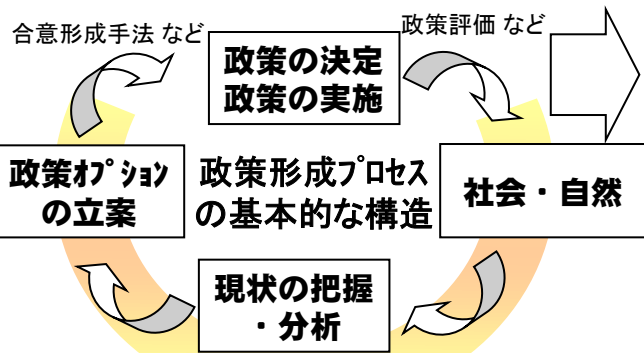 合意形成手法 など
政策評価 など
政策の決定
政策の実施
政策ｵﾌﾟｼｮﾝ
の立案
政策形成ﾌﾟﾛｾｽ
の基本的な構造
社会・自然
現状の把握
・分析